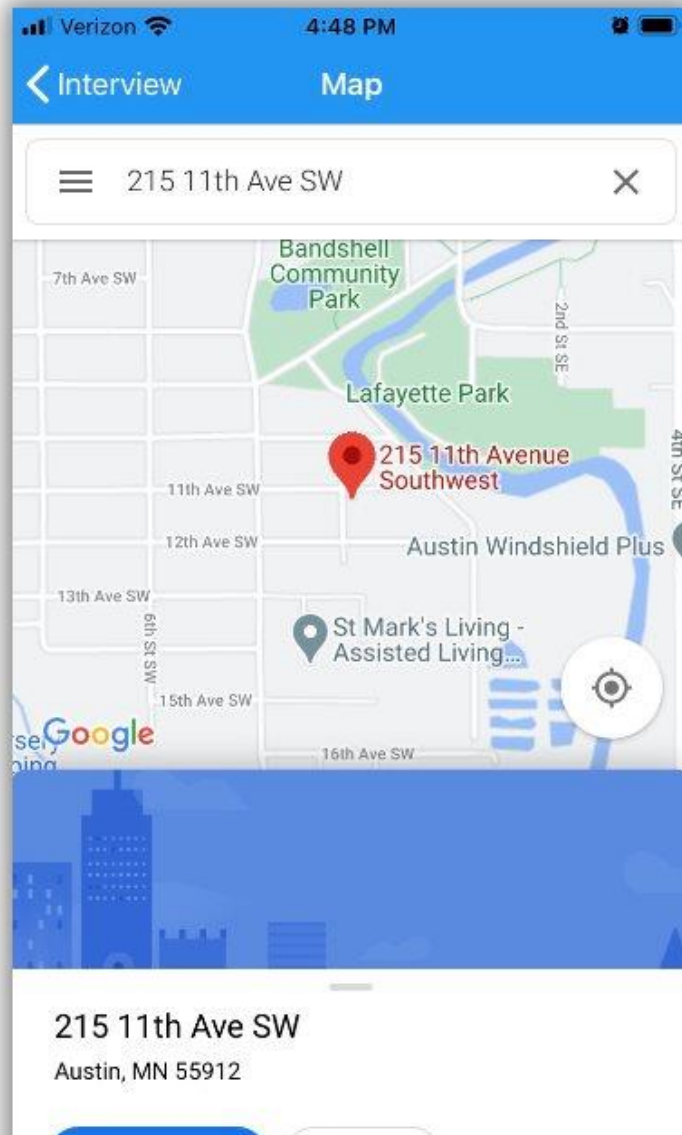 Verizon 4:48 PM
Interview Map
215 11th Ave SW
Bandshell
Community
Park
7th Ave SW
2nd St SE
Lafayette Park
215 11th Avenue
Southwest
4th St SE
11th Ave SW
12th Ave SW
Austin Windshield Plus
13th Ave SW
6th St SW
St Mark's Living -
Assisted Living...
15th Ave SW
Google
16th Ave SW
215 11th Ave SW
Austin, MN 55912